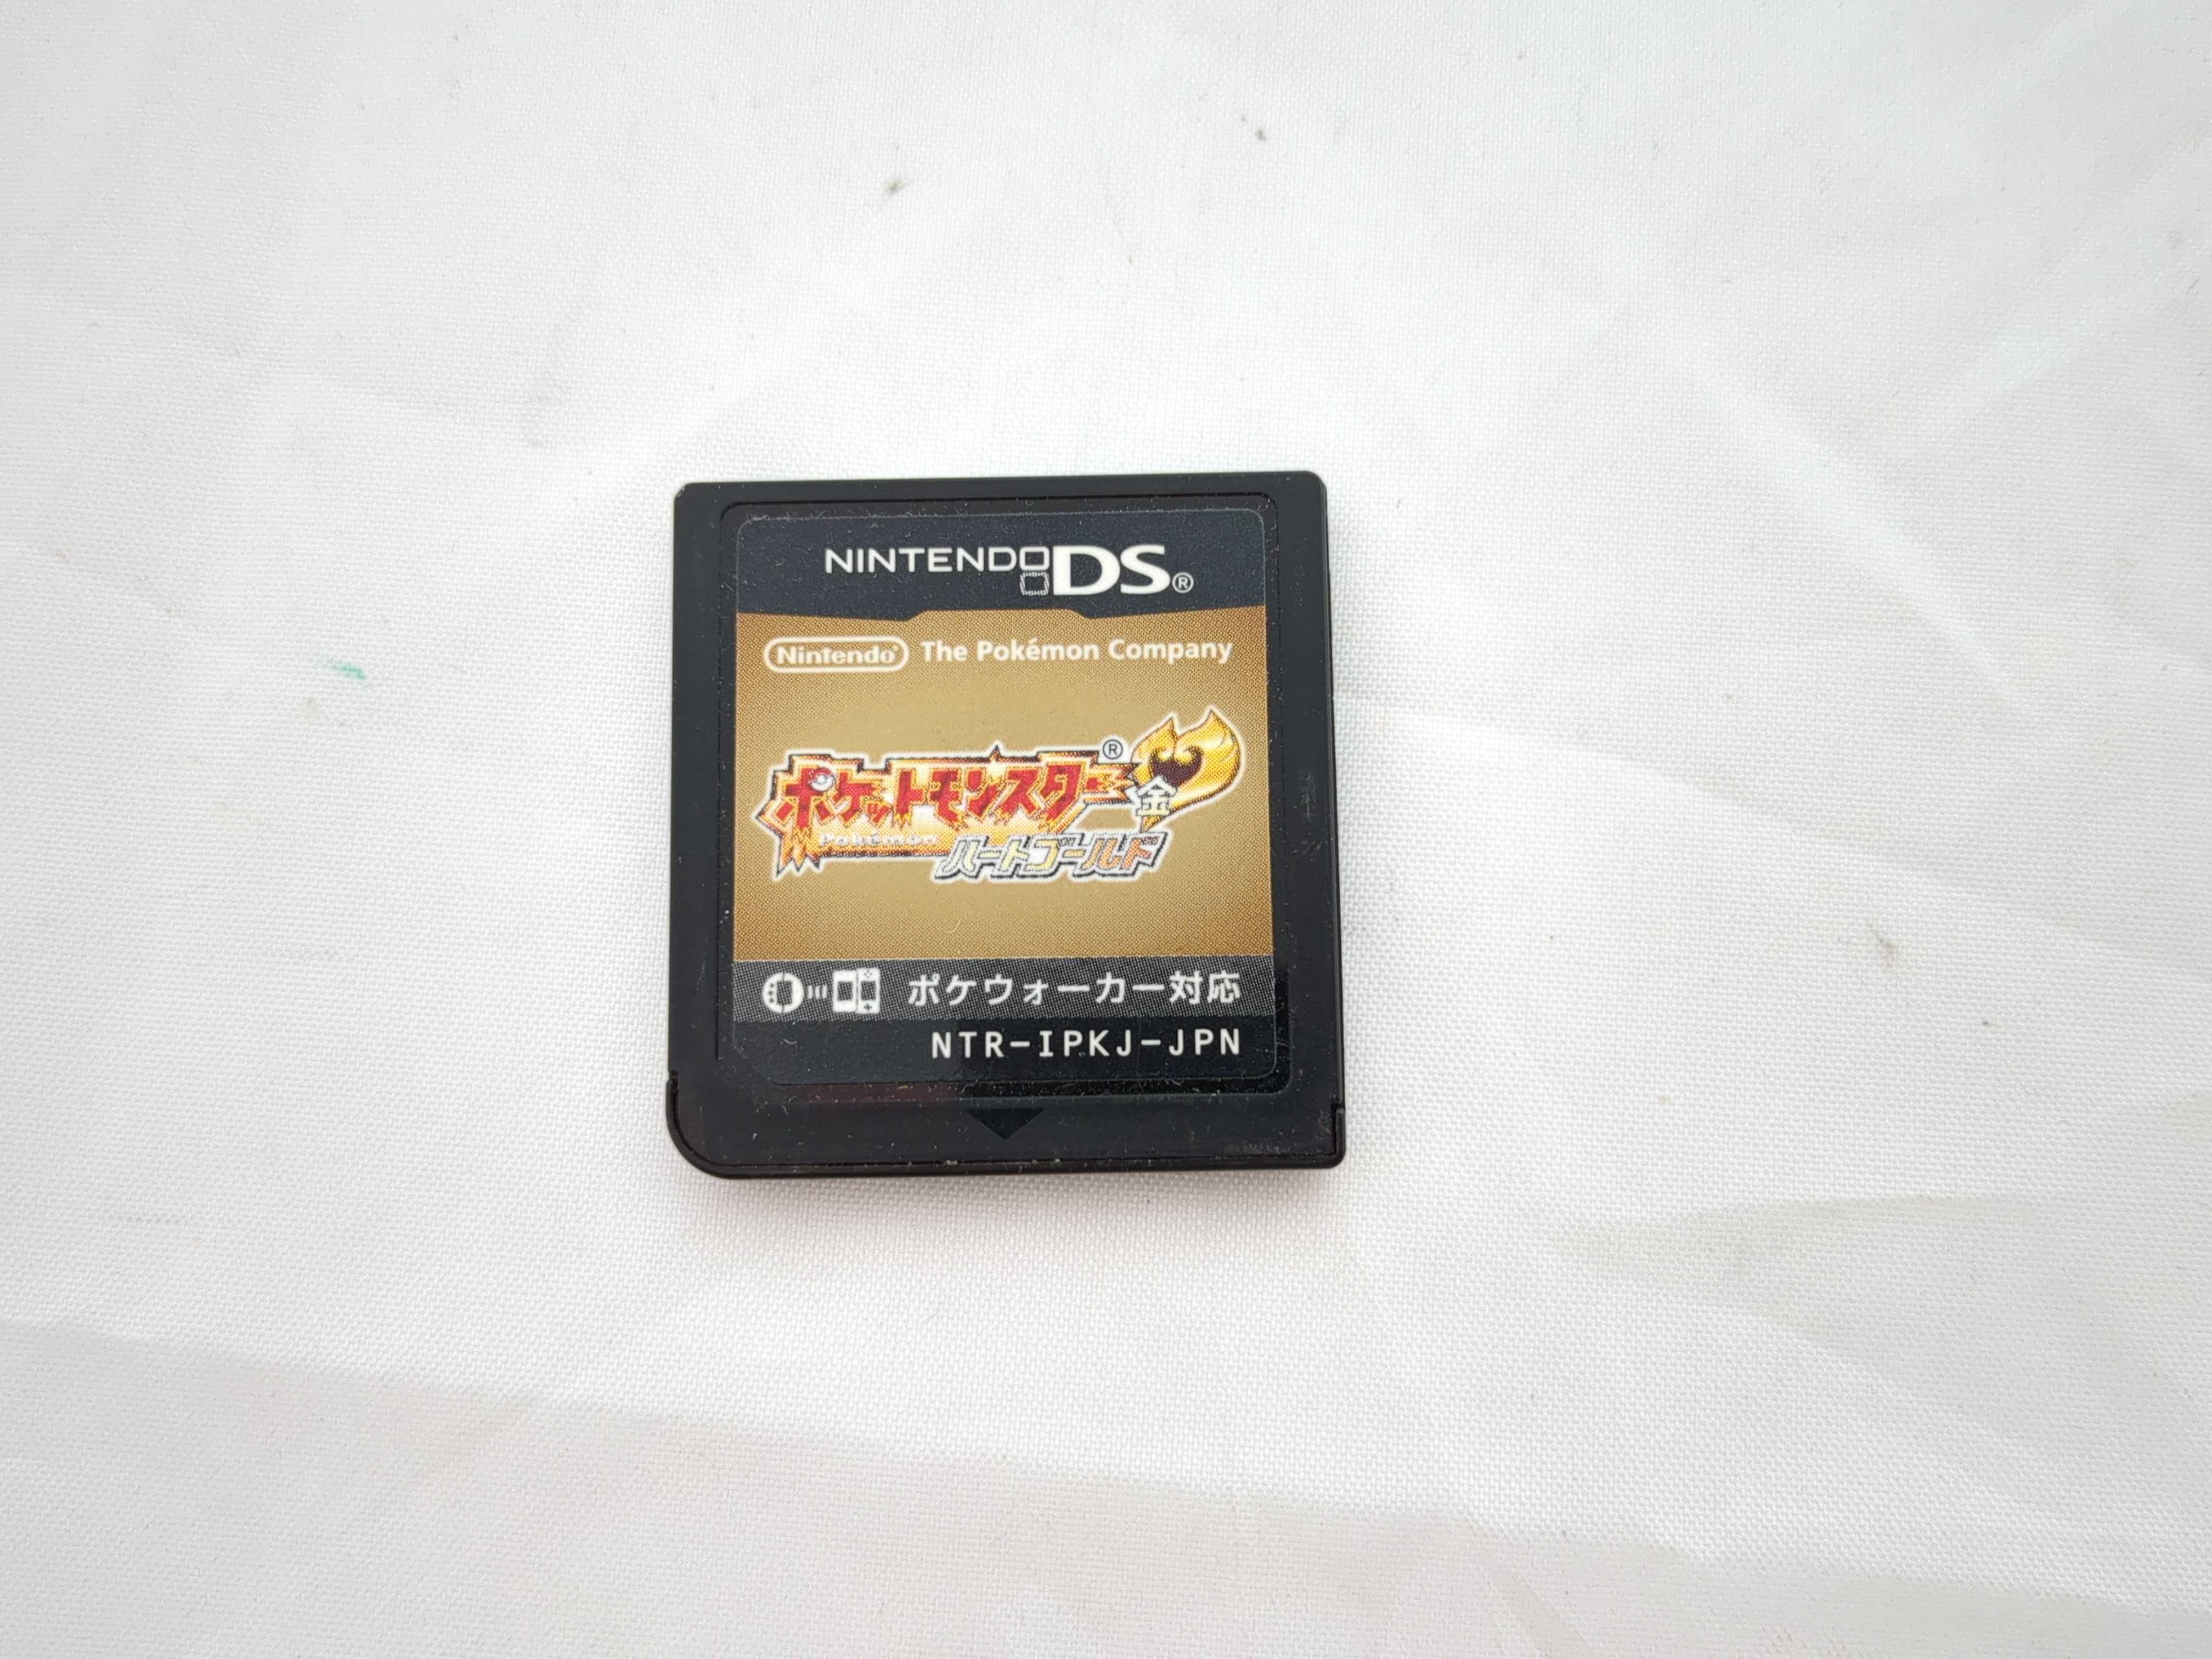 NINTENDO DS®
Nintendo® The Pokémon Company
ポケットモンスター®
金
Pokémon
ハートゴールド
ポケウォーカー対応
NTR-IPKJ-JPN